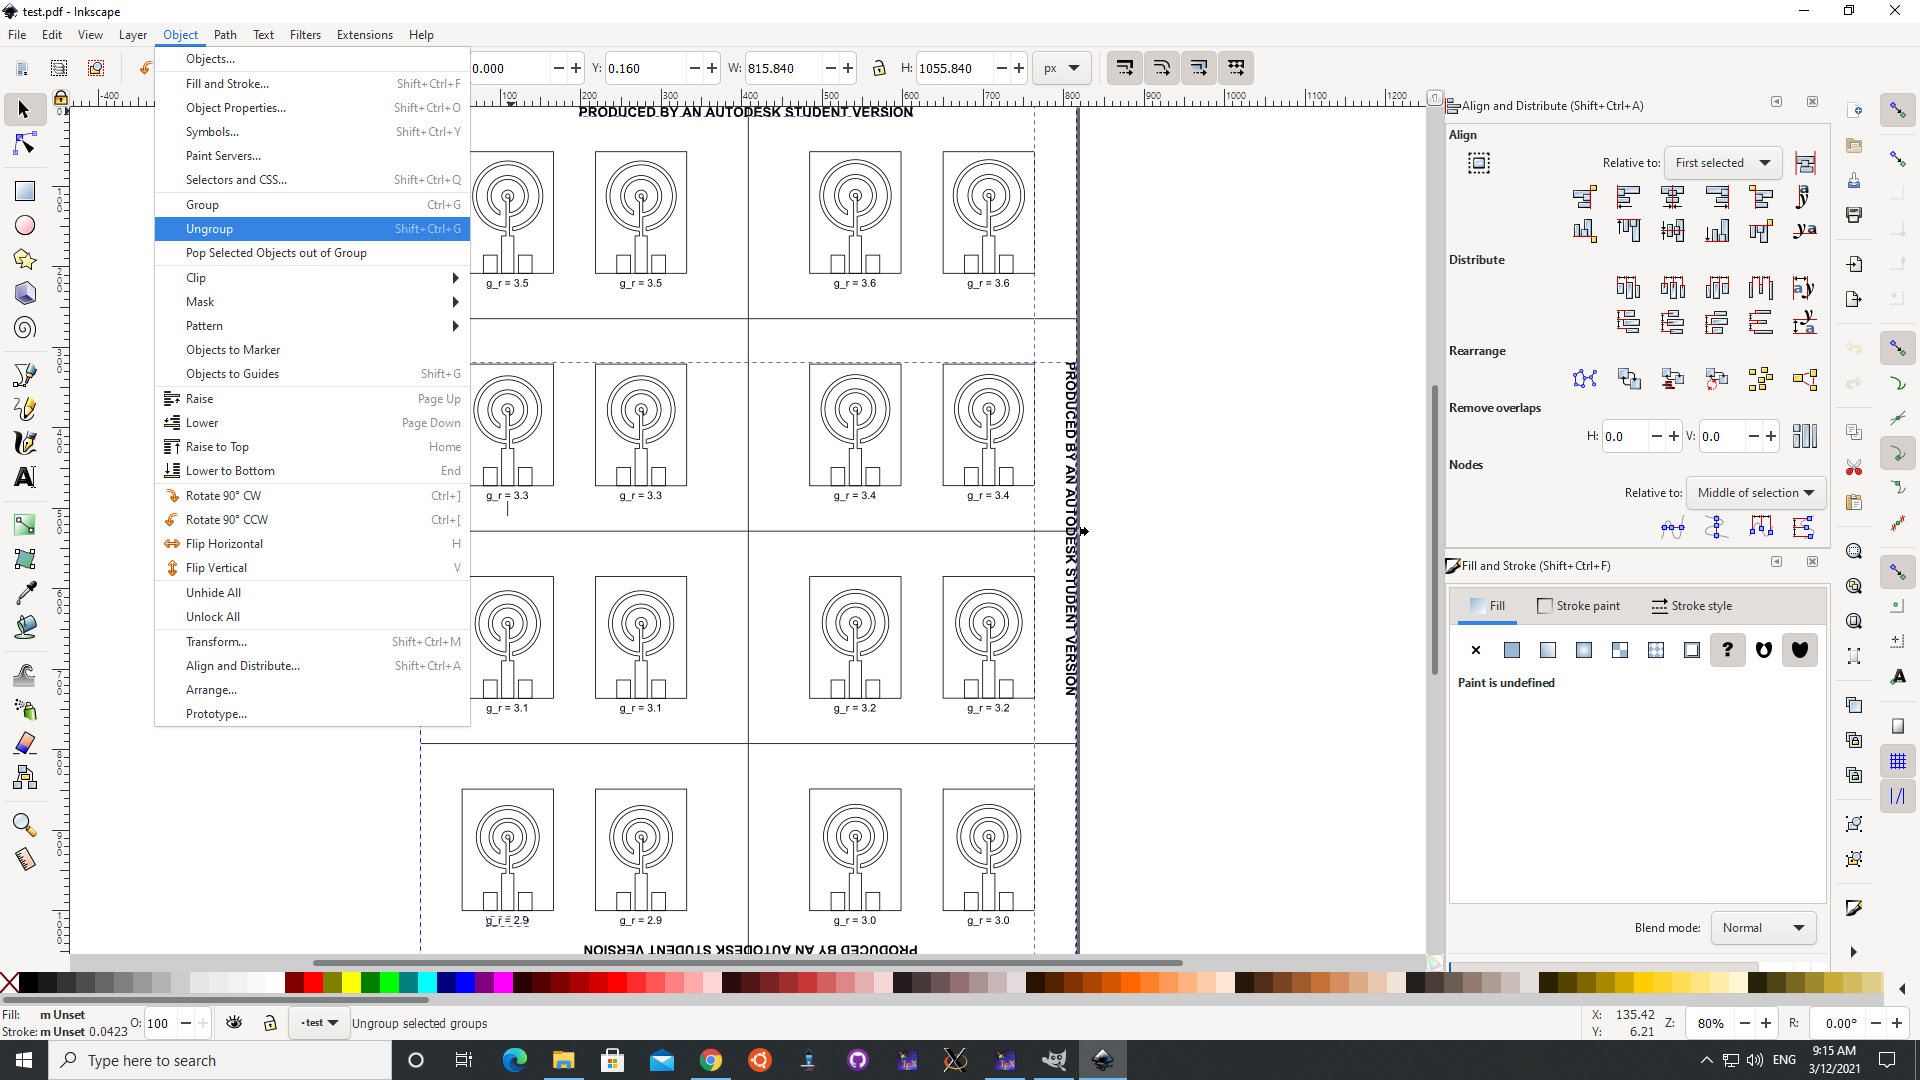 test.pdf - Inkscape
File Edit View Layer Object Path Text Filters Extensions Help
0.000 Y: 0.160 W: 815.840 H: 1055.840 px
Objects...
Fill and Stroke... Shift+Ctrl+F
Object Properties... Shift+Ctrl+O
Symbols... Shift+Ctrl+Y
Paint Servers...
Selectors and CSS... Shift+Ctrl+Q
Group Ctrl+G
Ungroup Shift+Ctrl+G
Pop Selected Objects out of Group
Clip
Mask
Pattern
Objects to Marker
Objects to Guides Shift+G
Raise Page Up
Lower Page Down
Raise to Top Home
Lower to Bottom End
Rotate 90° CW Ctrl+]
Rotate 90° CCW Ctrl+[
Flip Horizontal H
Flip Vertical V
Unhide All
Unlock All
Transform... Shift+Ctrl+M
Align and Distribute... Shift+Ctrl+A
Arrange...
Prototype...
-400 100 200 300 400 500 600 700 800 900 1000 1100 1200
PRODUCED BY AN AUTODESK STUDENT VERSION
g_r = 3.5 g_r = 3.5 g_r = 3.6 g_r = 3.6
g_r = 3.3 g_r = 3.3 g_r = 3.4 g_r = 3.4
g_r = 3.1 g_r = 3.1 g_r = 3.2 g_r = 3.2
g_r = 2.9 g_r = 2.9 g_r = 3.0 g_r = 3.0
PRODUCED BY AN AUTODESK STUDENT VERSION
PRODUCED BY AN AUTODESK STUDENT VERSION
Align and Distribute (Shift+Ctrl+A)
Align
Relative to: First selected
Distribute
Rearrange
Remove overlaps
H: 0.0 V: 0.0
Nodes
Relative to: Middle of selection
Fill and Stroke (Shift+Ctrl+F)
Fill Stroke paint Stroke style
Paint is undefined
Blend mode: Normal
Fill: m Unset
Stroke: m Unset 0.0423 O: 100 -test Ungroup selected groups
X: 135.42
Y: 6.21
Z: 80% R: 0.00°
Type here to search
ENG
9:15 AM
3/12/2021